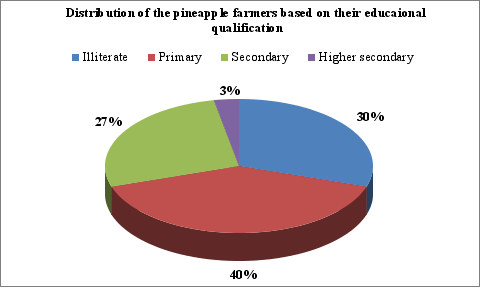 Distribution of the pineapple farmers based on their educaional
qualification
Illiterate Primary Secondary Higher secondary
3%
27%
30%
40%